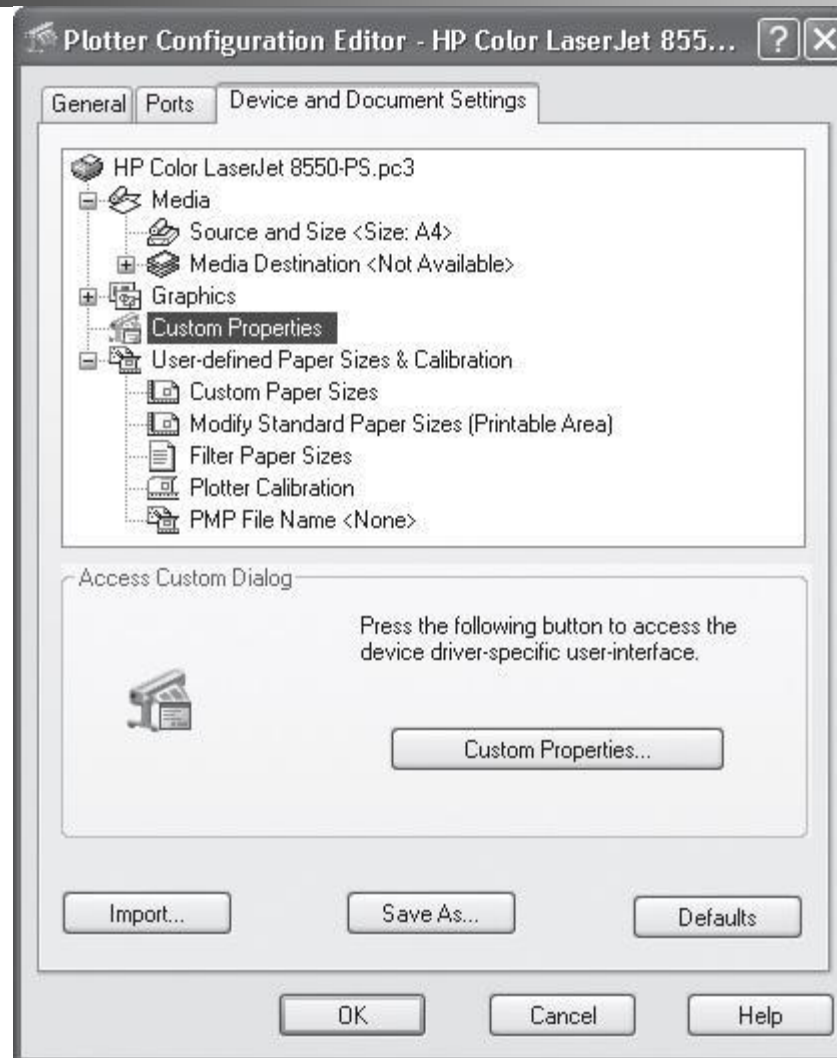 Plotter Configuration Editor - HP Color LaserJet 855...
General Ports Device and Document Settings
HP Color LaserJet 8550-PS.pc3
Media
Source and Size <Size: A4>
Media Destination <Not Available>
Graphics
Custom Properties
User-defined Paper Sizes & Calibration
Custom Paper Sizes
Modify Standard Paper Sizes (Printable Area)
Filter Paper Sizes
Plotter Calibration
PMP File Name <None>
Access Custom Dialog
Press the following button to access the
device driver-specific user-interface.
Custom Properties...
Import... Save As... Defaults
OK Cancel Help